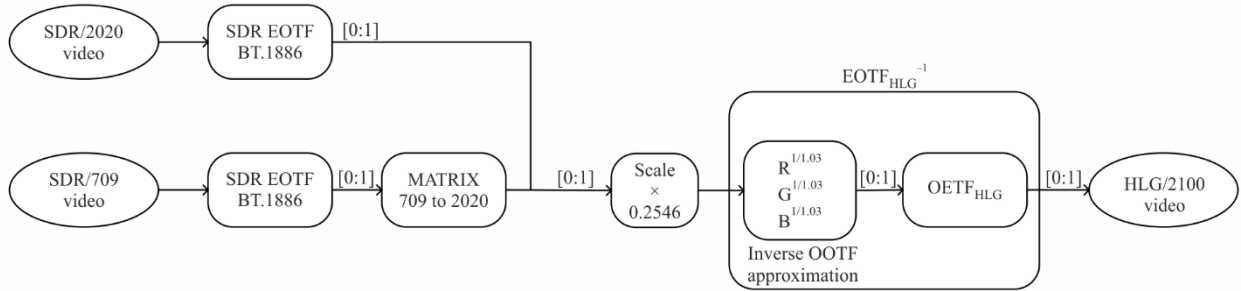 SDR/2020
video
SDR EOTF
BT.1886
[0:1]
EOTF_HLG^–1
SDR/709
video
SDR EOTF
BT.1886
[0:1]
MATRIX
709 to 2020
[0:1]
Scale
×
0.2546
R^1/1.03
G^1/1.03
B^1/1.03
Inverse OOTF
approximation
[0:1]
OETF_HLG
[0:1]
HLG/2100
video